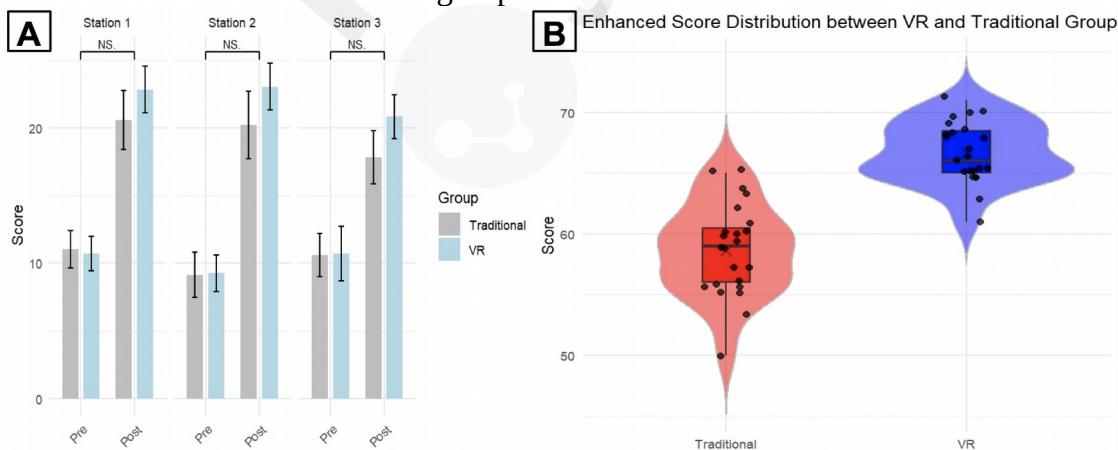 A
Station 1
Station 2
Station 3
NS.
NS.
NS.
Score
20
10
0
Pre
Post
Pre
Post
Pre
Post
Group
Traditional
VR
B
Enhanced Score Distribution between VR and Traditional Group
Score
70
60
50
Traditional
VR